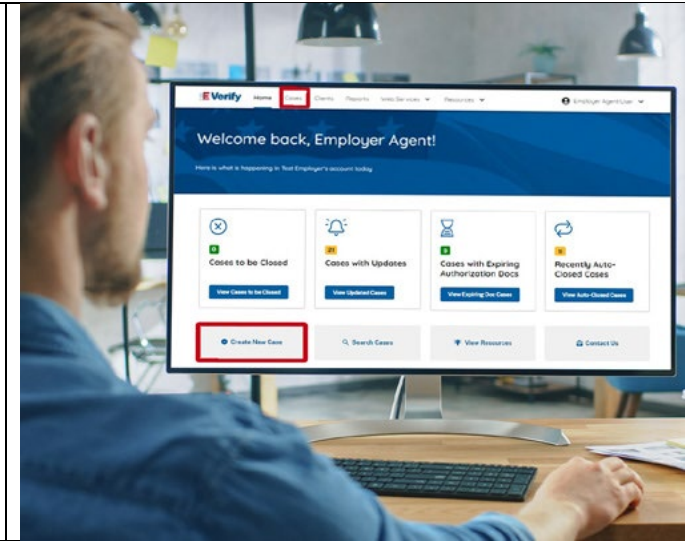 E Verify Home Cases Clients Reports Web Services Resources Employer Agent User
Welcome back, Employer Agent!
Here is what is happening in Test Employer's account today
0
Cases to be Closed
View Cases to be Closed
21
Cases with Updates
View Updated Cases
Cases with Expiring
Authorization Docs
View Expiring Doc Cases
Recently Auto-
Closed Cases
View Auto-Closed Cases
Create New Case
Search Cases
View Resources
Contact Us